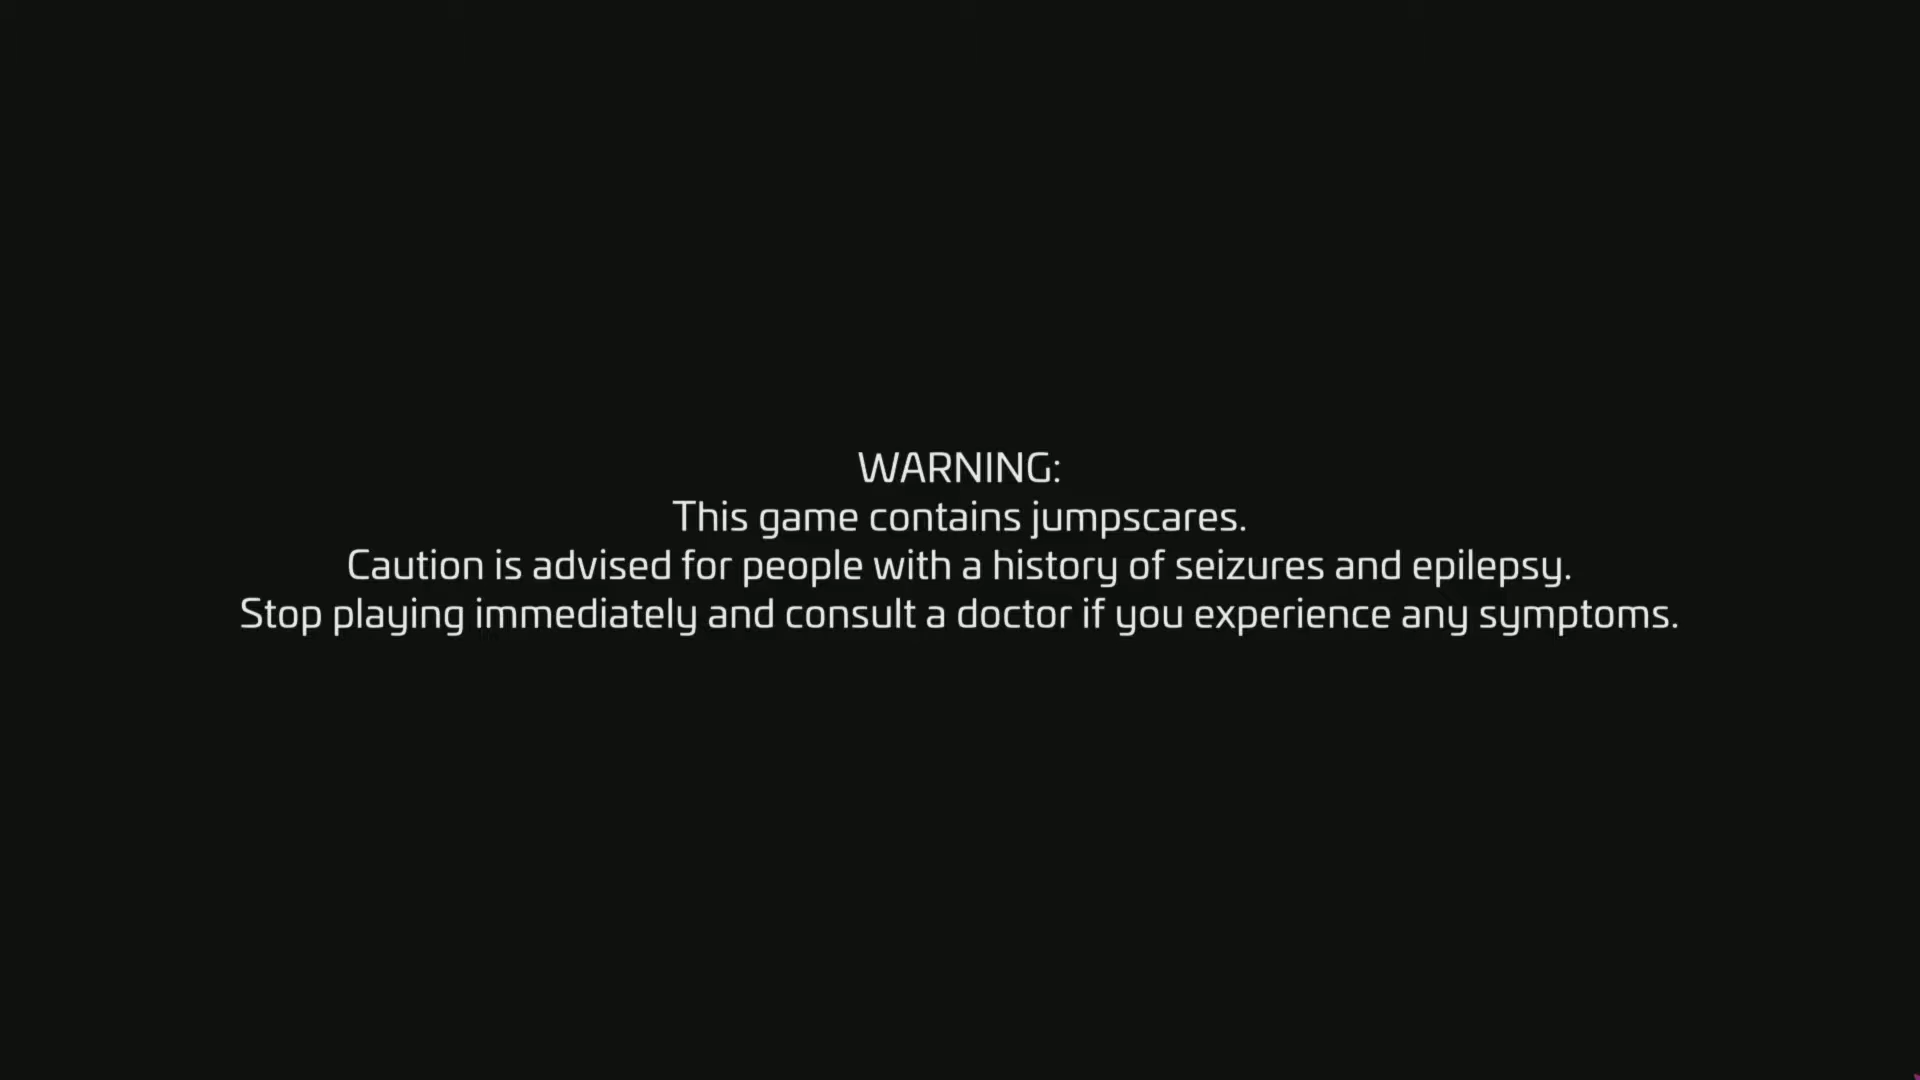 WARNING:
This game contains jumpscares.
Caution is advised for people with a history of seizures and epilepsy.
Stop playing immediately and consult a doctor if you experience any symptoms.